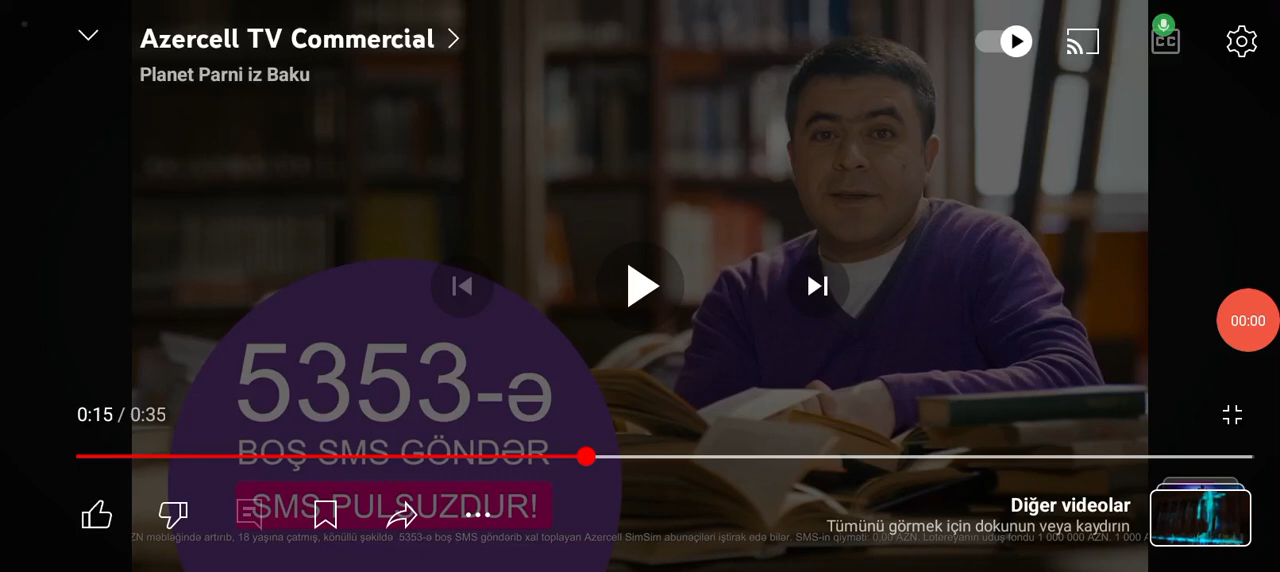 Azercell TV Commercial
Planet Parni iz Baku
CC
00:00
5353-ə
BOŞ SMS GÖNDƏR
SMS PULSUZDUR!
0:15 / 0:35
Diğer videolar
Tümünü görmek için dokunun veya kaydırın
ZN məbləğində artırıb, 18 yaşına çatmış, könüllü şəkildə 5353-ə boş SMS göndərib xal toplayan Azercell SimSim abunəçiləri iştirak edə bilər. SMS-in qiyməti: 0,00 AZN. Lotereyanın uduş fondu 1 000 000 AZN. 1 000